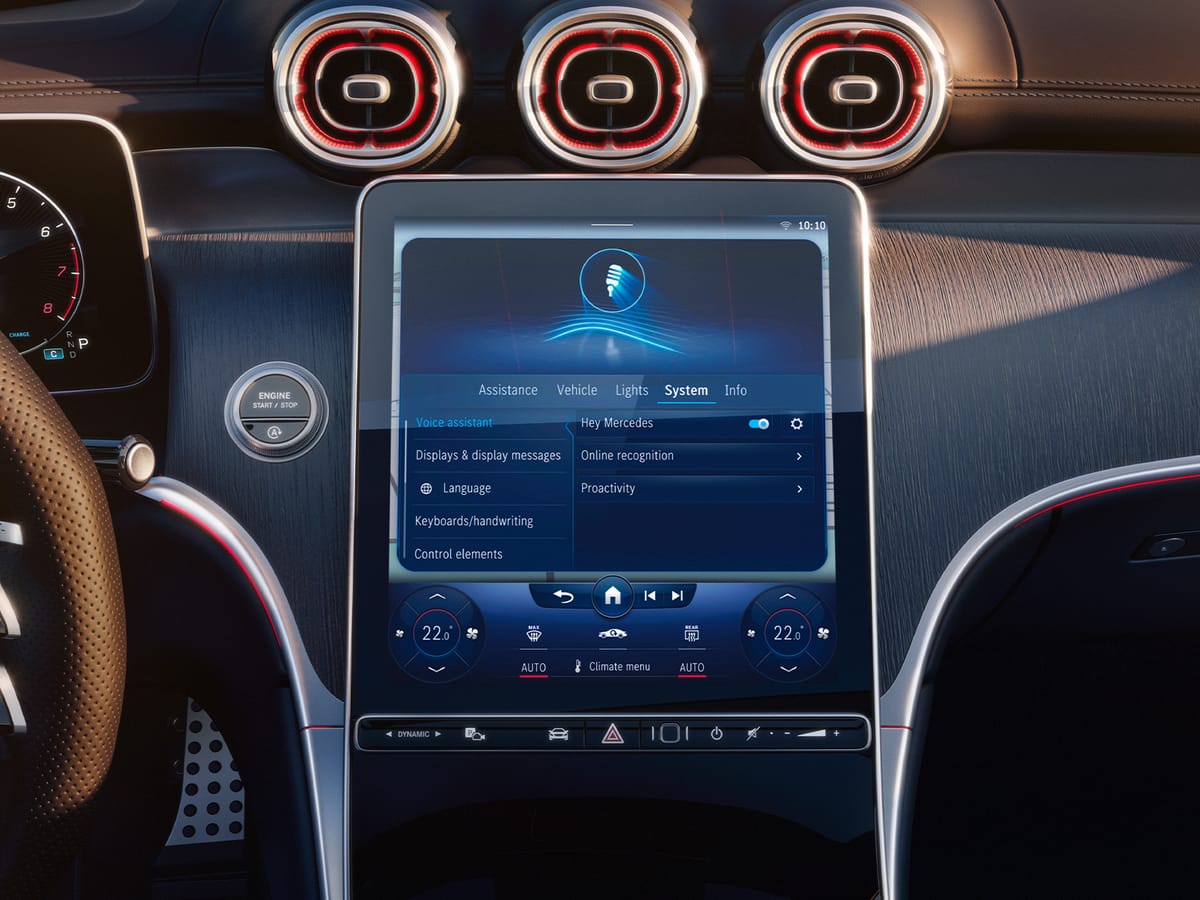 10:10
5
6
7
8
CHARGE
R
N P
C D
ENGINE
START / STOP
A
Assistance Vehicle Lights System Info
Voice assistant
Displays & display messages
Language
Keyboards/handwriting
Control elements
Hey Mercedes
Online recognition
Proactivity
22.0°
MAX
REAR
22.0°
AUTO Climate menu AUTO
DYNAMIC
P
- +